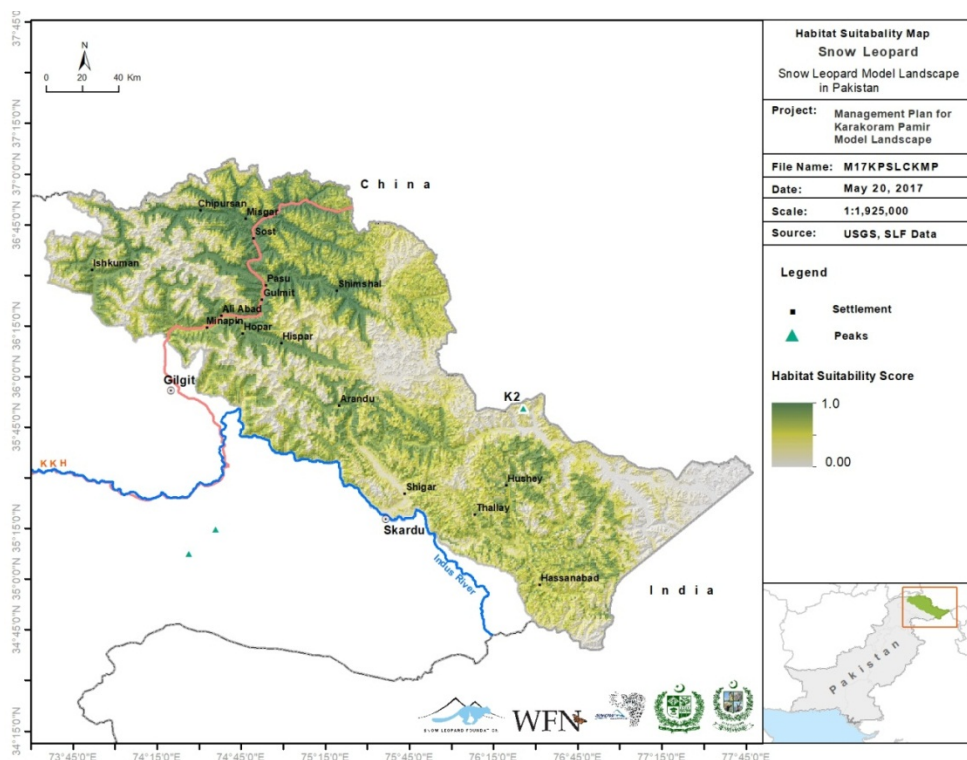 Habitat Suitabality Map
Snow Leopard
Snow Leopard Model Landscape
in Pakistan
Project: Management Plan for
Karakoram Pamir
Model Landscape
File Name: M17KPSLCKMP
Date: May 20, 2017
Scale: 1:1,925,000
Source: USGS, SLF Data
Legend
Settlement
Peaks
Habitat Suitability Score
1.0
0.00
Pakistan
N
0 20 40 Km
China
Chipursan
Misgar
Sost
Ishkuman
Pasu
Gulmit
Shimshal
Ali Abad
Minapin
Hopar
Hispar
Gilgit
K2
Arandu
KKH
Hushey
Shigar
Thallay
Skardu
Indus River
Hassanabad
India
SNOW LEOPARD FOUNDATION
WFN
37°45'0"N
37°15'0"N
37°0'0"N
36°45'0"N
36°15'0"N
36°0'0"N
35°45'0"N
35°15'0"N
35°0'0"N
34°45'0"N
34°15'0"N
73°45'0"E
74°15'0"E
74°45'0"E
75°15'0"E
75°45'0"E
76°15'0"E
76°45'0"E
77°15'0"E
77°45'0"E